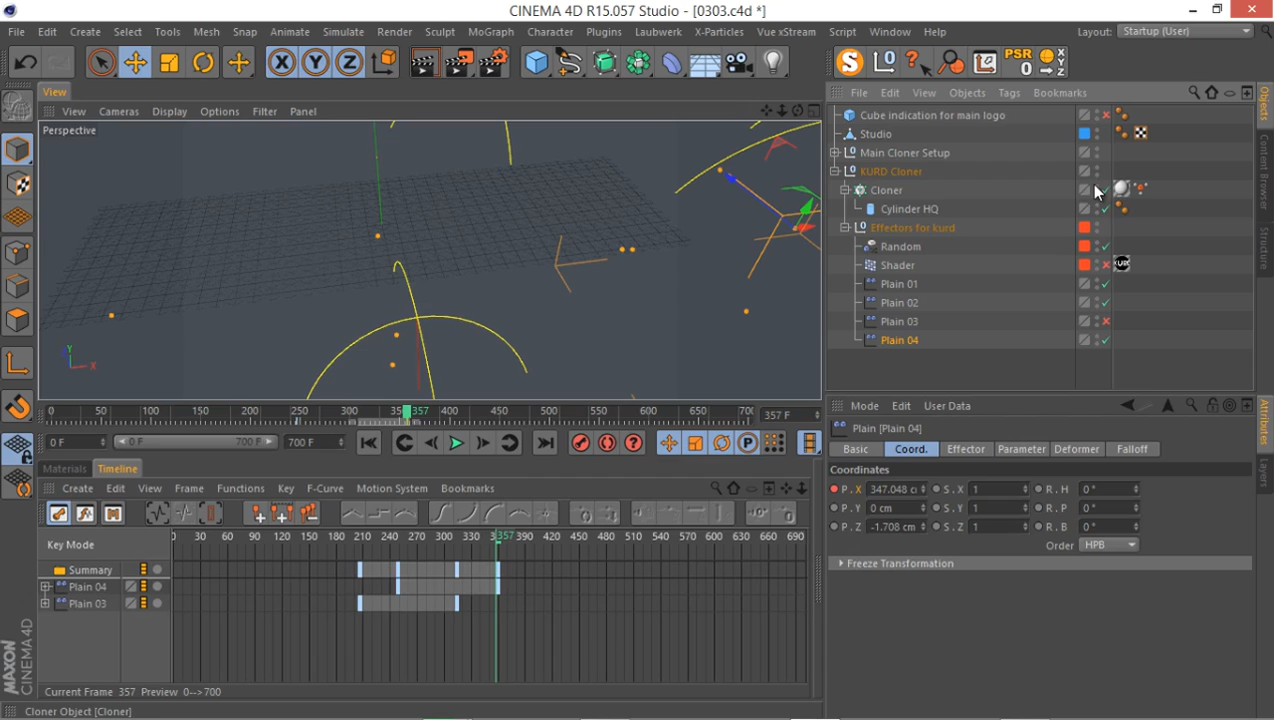 CINEMA 4D R15.057 Studio - [0303.c4d *]
File Edit Create Select Tools Mesh Snap Animate Simulate Render Sculpt MoGraph Character Plugins Laubwerk X-Particles Vue xStream Script Window Help Layout: Startup (User)
PSR
0
View
View Cameras Display Options Filter Panel
Perspective
Y
X
File Edit View Objects Tags Bookmarks
Cube indication for main logo
Studio
Main Cloner Setup
KURD Cloner
Cloner
Cylinder HQ
Effectors for kurd
Random
Shader
Plain 01
Plain 02
Plain 03
Plain 04
Objects
Content Browser
Structure
0 50 100 150 200 250 300 357 400 450 500 550 600 650 700 357 F
0 F 0 F 700 F 700 F
Mode Edit User Data
Plain [Plain 04]
Basic Coord. Effector Parameter Deformer Falloff
Coordinates
P . X 347.048 c S . X 1 R . H 0 °
P . Y 0 cm S . Y 1 R . P 0 °
P . Z -1.708 cm S . Z 1 R . B 0 °
Order HPB
Freeze Transformation
Attributes
Layers
Materials Timeline
Create Edit View Frame Functions Key F-Curve Motion System Bookmarks
Key Mode
0 30 60 90 120 150 180 210 240 270 300 330 357 390 420 450 480 510 540 570 600 630 660 690
Summary
Plain 04
Plain 03
Current Frame 357 Preview 0-->700
Cloner Object [Cloner]
MAXON
CINEMA 4D